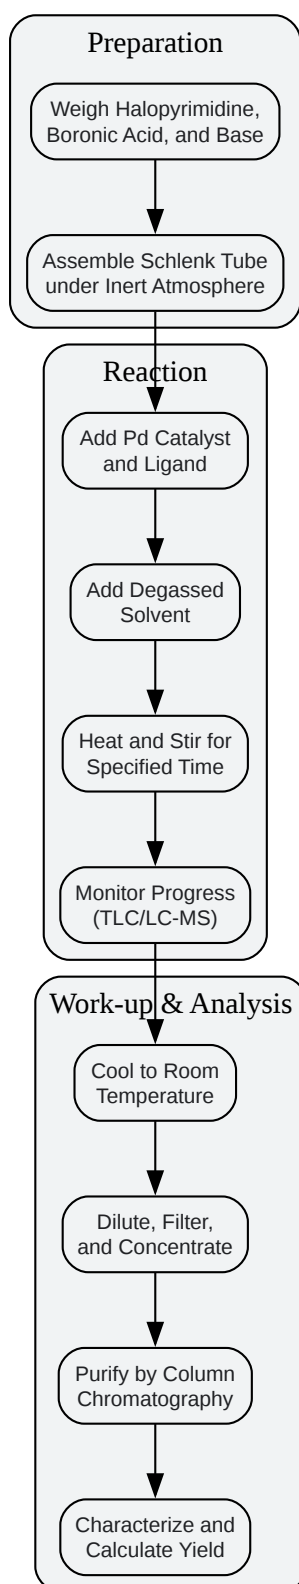 Preparation
Weigh Halopyrimidine,
Boronic Acid, and Base
Assemble Schlenk Tube
under Inert Atmosphere
Reaction
Add Pd Catalyst
and Ligand
Add Degassed
Solvent
Heat and Stir for
Specified Time
Monitor Progress
(TLC/LC-MS)
Work-up & Analysis
Cool to Room
Temperature
Dilute, Filter,
and Concentrate
Purify by Column
Chromatography
Characterize and
Calculate Yield